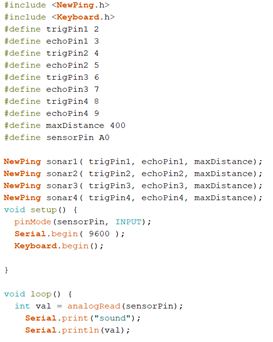 #include <NewPing.h>
#include <Keyboard.h>
#define trigPin1 2
#define echoPin1 3
#define trigPin2 4
#define echoPin2 5
#define trigPin3 6
#define echoPin3 7
#define trigPin4 8
#define echoPin4 9
#define maxDistance 400
#define sensorPin A0
NewPing sonar1( trigPin1, echoPin1, maxDistance);
NewPing sonar2( trigPin2, echoPin2, maxDistance);
NewPing sonar3( trigPin3, echoPin3, maxDistance);
NewPing sonar4( trigPin4, echoPin4, maxDistance);
void setup() {
pinMode(sensorPin, INPUT);
Serial.begin( 9600 );
Keyboard.begin();
}
void loop() {
int val = analogRead(sensorPin);
Serial.print("sound");
Serial.println(val);